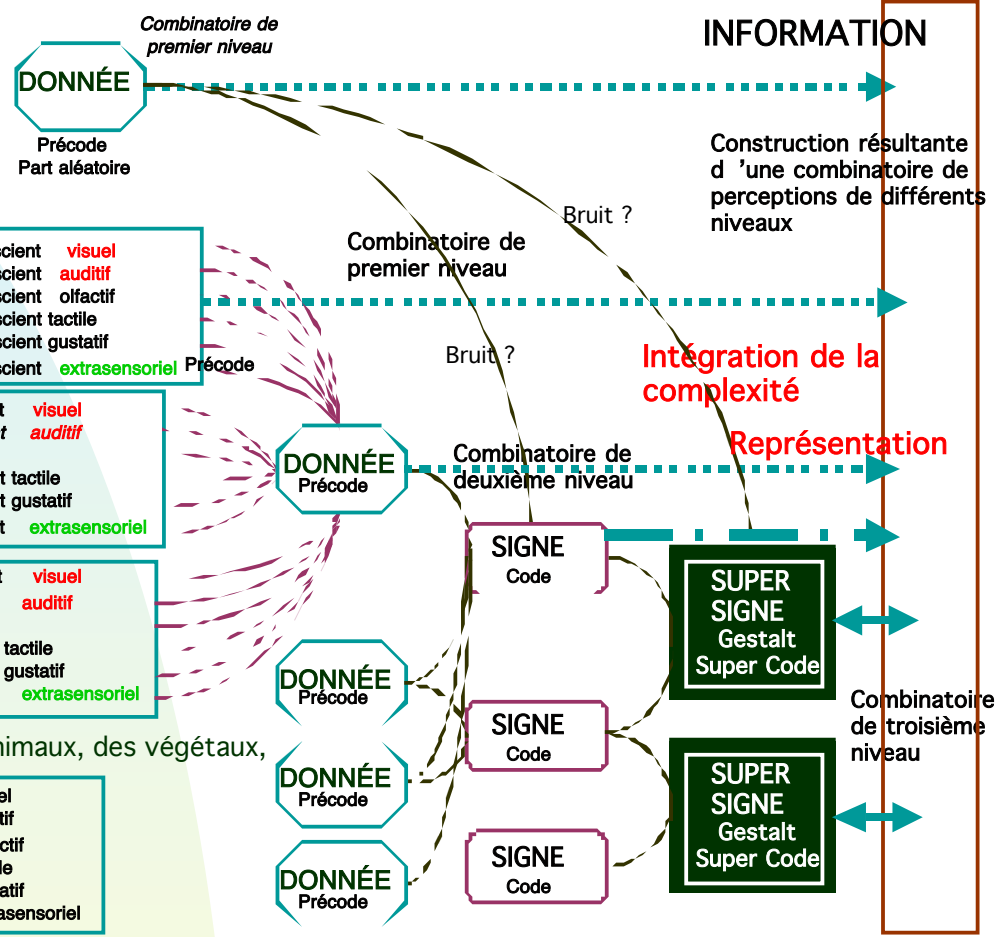 Combinatoire de
premier niveau
INFORMATION
DONNÉE
Précode
Part aléatoire
Construction résultante
d ’une combinatoire de
perceptions de différents
niveaux
Bruit ?
Combinatoire de
premier niveau
scient visuel
scient auditif
scient olfactif
scient tactile
scient gustatif
scient extrasensoriel
Précode
Bruit ?
Intégration de la
complexité
Représentation
t visuel
t auditif
t tactile
t gustatif
t extrasensoriel
DONNÉE
Précode
Combinatoire de
deuxième niveau
SIGNE
Code
SUPER
SIGNE
Gestalt
Super Code
t visuel
auditif
tactile
gustatif
extrasensoriel
DONNÉE
Précode
SIGNE
Code
Combinatoire
de troisième
niveau
nimaux, des végétaux,
DONNÉE
Précode
SUPER
SIGNE
Gestalt
Super Code
el
tif
ctif
le
atif
rasensoriel
DONNÉE
Précode
SIGNE
Code